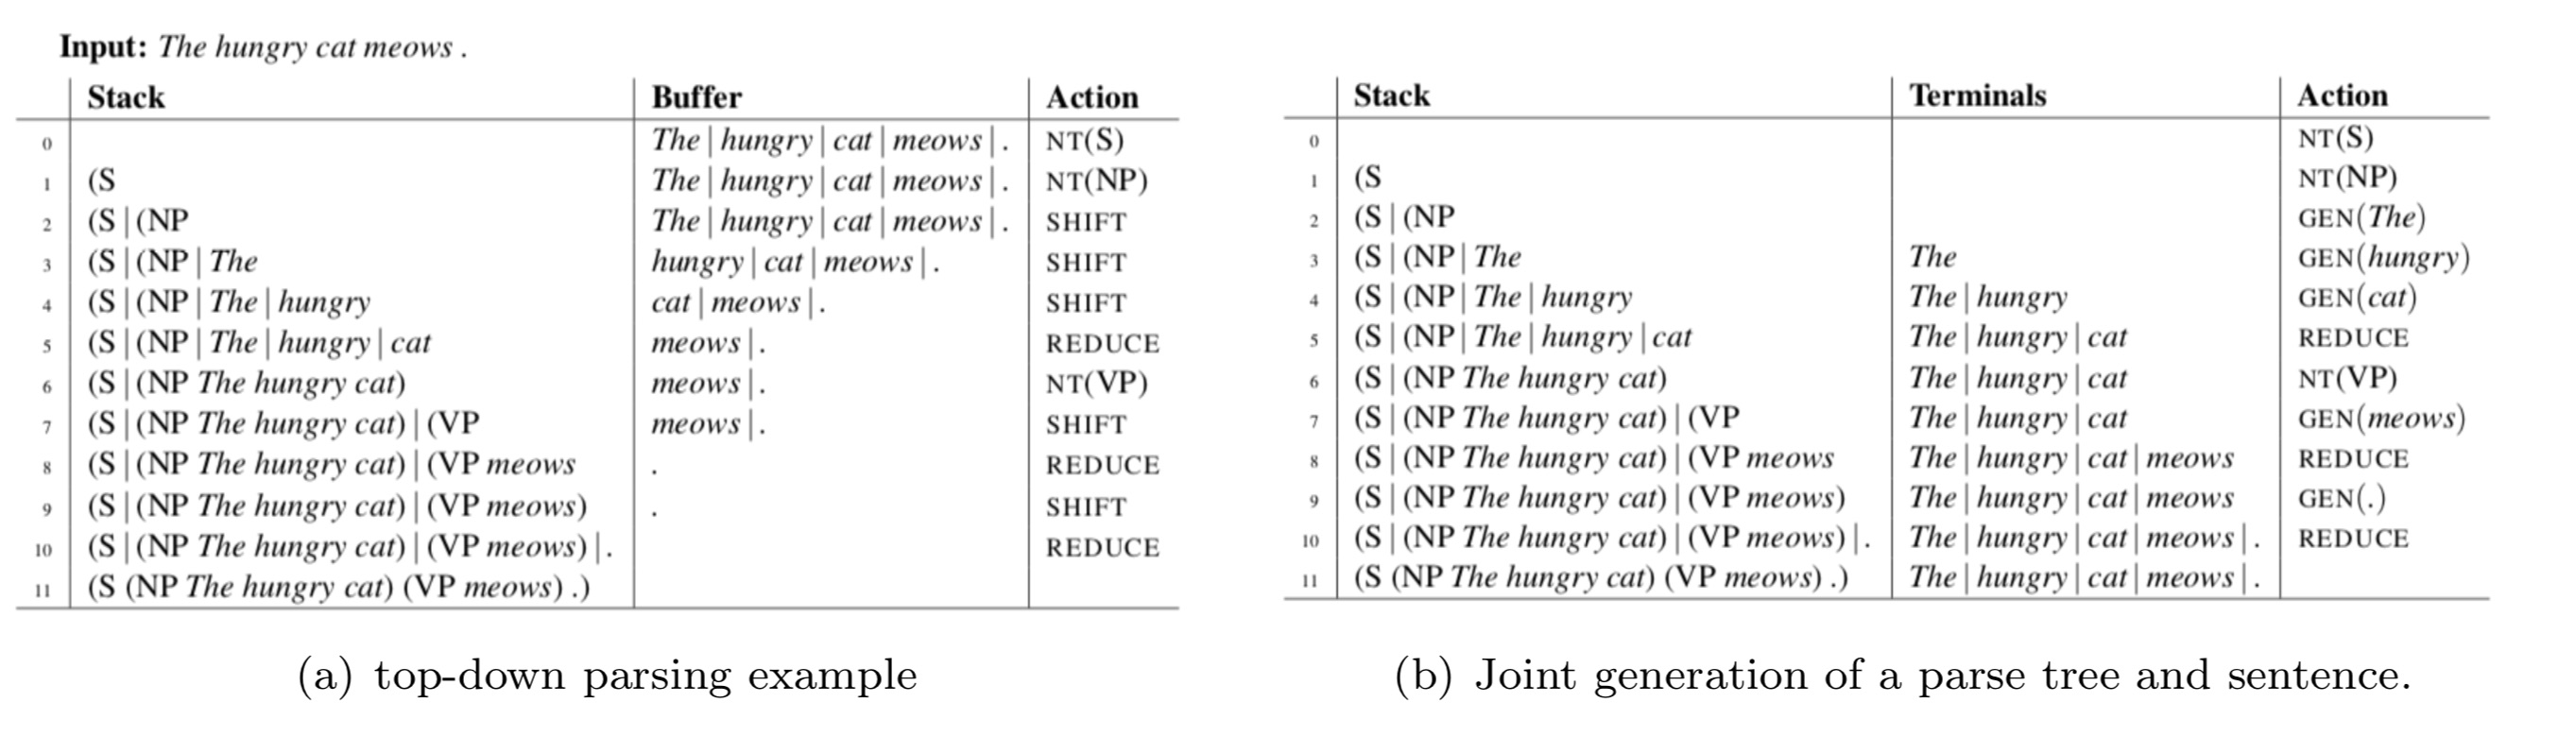 Input: The hungry cat meows .
Stack Buffer Action
0 The | hungry | cat | meows | . NT(S)
1 (S The | hungry | cat | meows | . NT(NP)
2 (S | (NP The | hungry | cat | meows | . SHIFT
3 (S | (NP | The hungry | cat | meows | . SHIFT
4 (S | (NP | The | hungry cat | meows | . SHIFT
5 (S | (NP | The | hungry | cat meows | . REDUCE
6 (S | (NP The hungry cat) meows | . NT(VP)
7 (S | (NP The hungry cat) | (VP meows | . SHIFT
8 (S | (NP The hungry cat) | (VP meows . REDUCE
9 (S | (NP The hungry cat) | (VP meows) . SHIFT
10 (S | (NP The hungry cat) | (VP meows) | . REDUCE
11 (S (NP The hungry cat) (VP meows) .)
(a) top-down parsing example
Stack Terminals Action
0 NT(S)
1 (S NT(NP)
2 (S | (NP GEN(The)
3 (S | (NP | The The GEN(hungry)
4 (S | (NP | The | hungry The | hungry GEN(cat)
5 (S | (NP | The | hungry | cat The | hungry | cat REDUCE
6 (S | (NP The hungry cat) The | hungry | cat NT(VP)
7 (S | (NP The hungry cat) | (VP The | hungry | cat GEN(meows)
8 (S | (NP The hungry cat) | (VP meows The | hungry | cat | meows REDUCE
9 (S | (NP The hungry cat) | (VP meows) The | hungry | cat | meows GEN(.)
10 (S | (NP The hungry cat) | (VP meows) | . The | hungry | cat | meows | . REDUCE
11 (S (NP The hungry cat) (VP meows) .) The | hungry | cat | meows | .
(b) Joint generation of a parse tree and sentence.